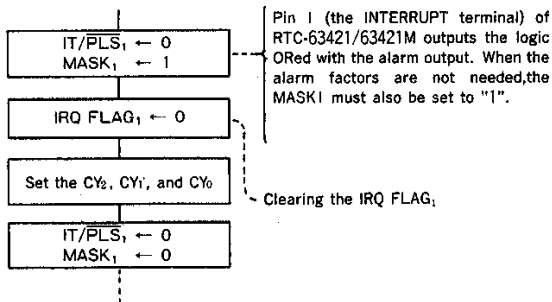 IT/PLS₁ ← 0
MASK₁ ← 1
Pin I (the INTERRUPT terminal) of
RTC-63421/63421M outputs the logic
ORed with the alarm output. When the
alarm factors are not needed,the
MASKI must also be set to "1".
IRQ FLAG₁ ← 0
Set the CY₂, CY₁, and CY₀
Clearing the IRQ FLAG₁
IT/PLS₁ ← 0
MASK₁ ← 0